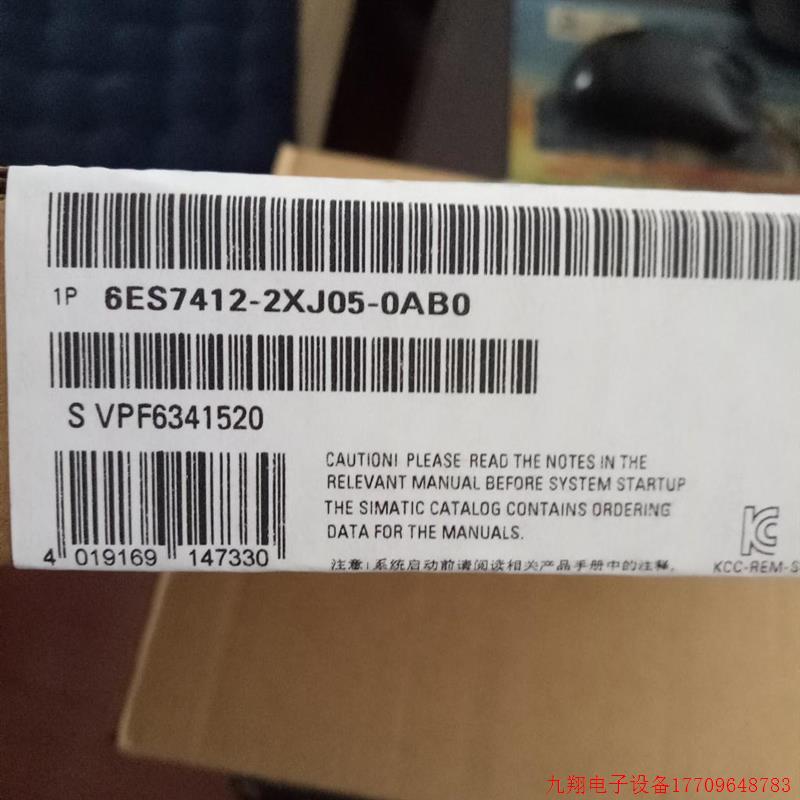 1P 6ES7412-2XJ05-0AB0
S VPF6341520
CAUTION! PLEASE READ THE NOTES IN THE
RELEVANT MANUAL BEFORE SYSTEM STARTUP
THE SIMATIC CATALOG CONTAINS ORDERING
DATA FOR THE MANUALS.
4 019169 147330
注意:系统启动前请阅读相关产品手册中的注释.
KCC-REM-S
九翔电子设备17709648783